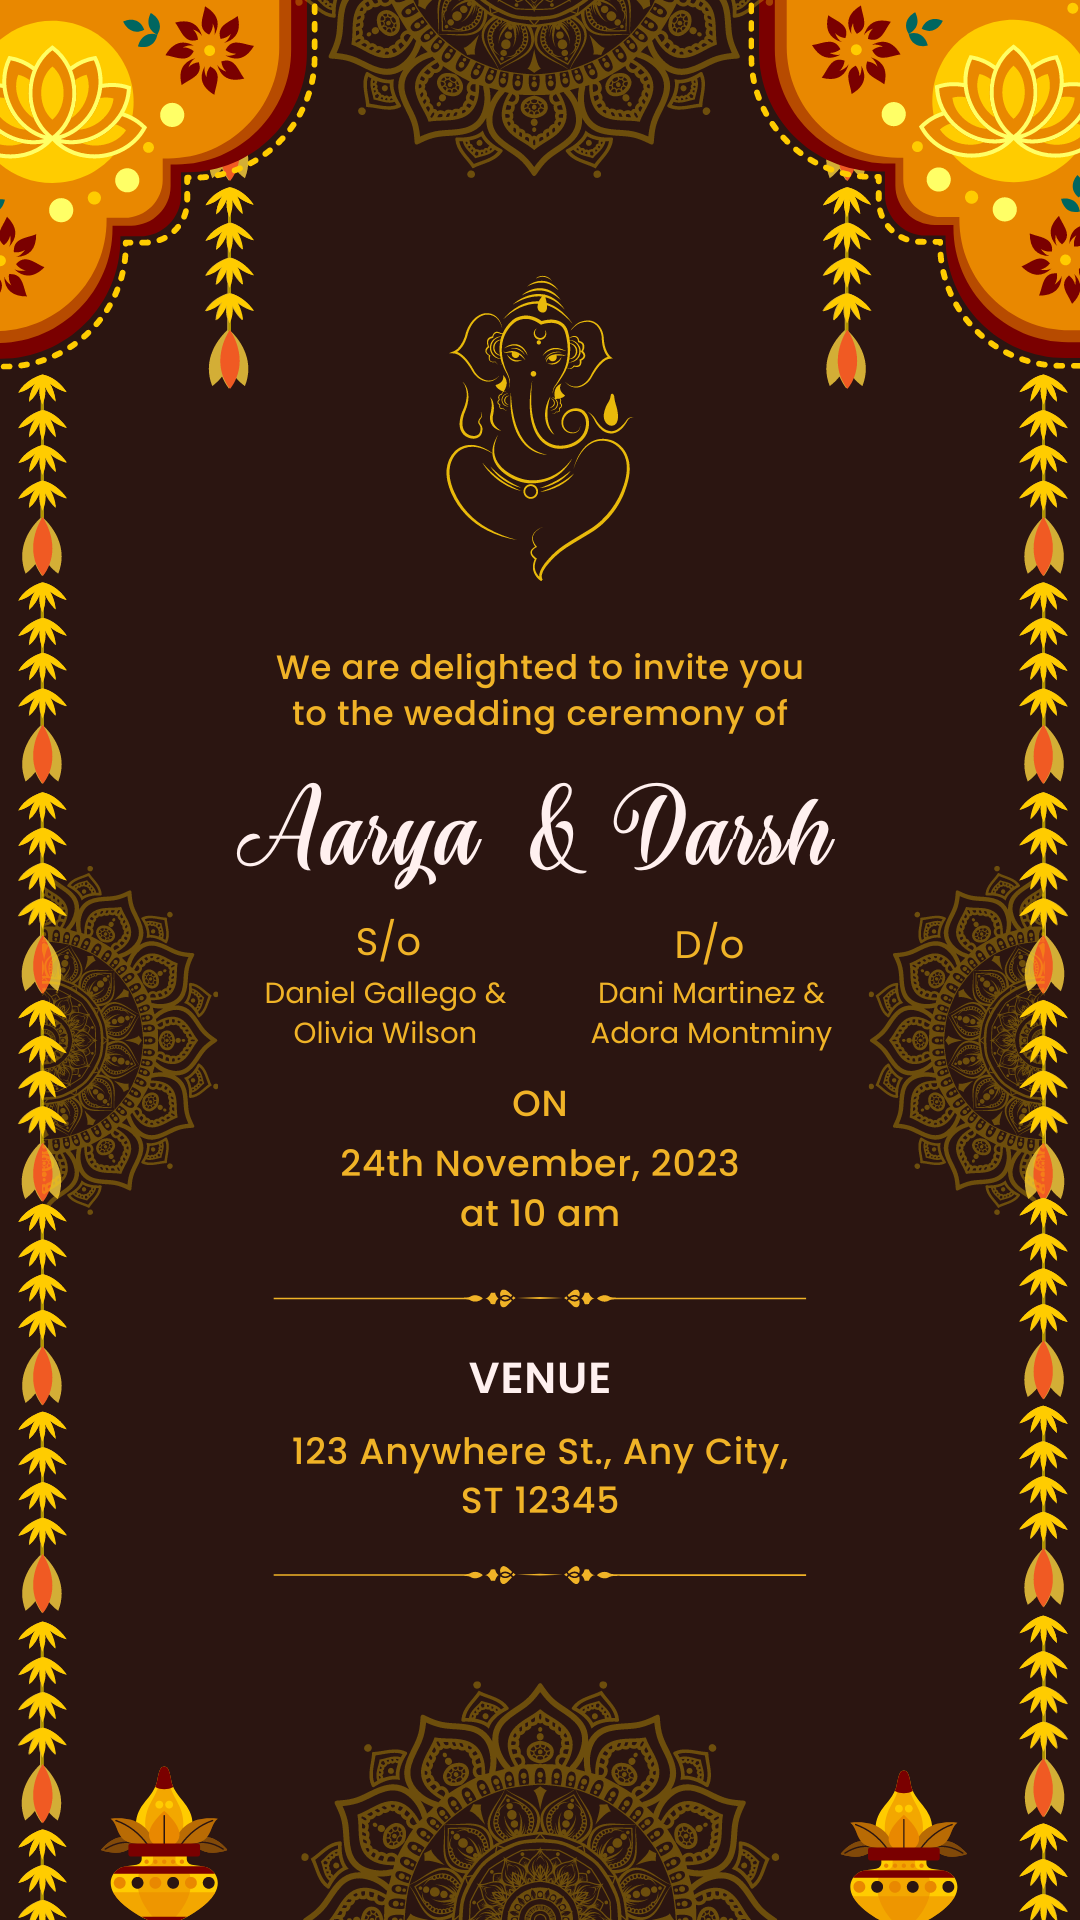 We are delighted to invite you
to the wedding ceremony of
Aarya & Darsh
S/o
Daniel Gallego &
Olivia Wilson
D/o
Dani Martinez &
Adora Montminy
ON
24th November, 2023
at 10 am
VENUE
123 Anywhere St., Any City,
ST 12345